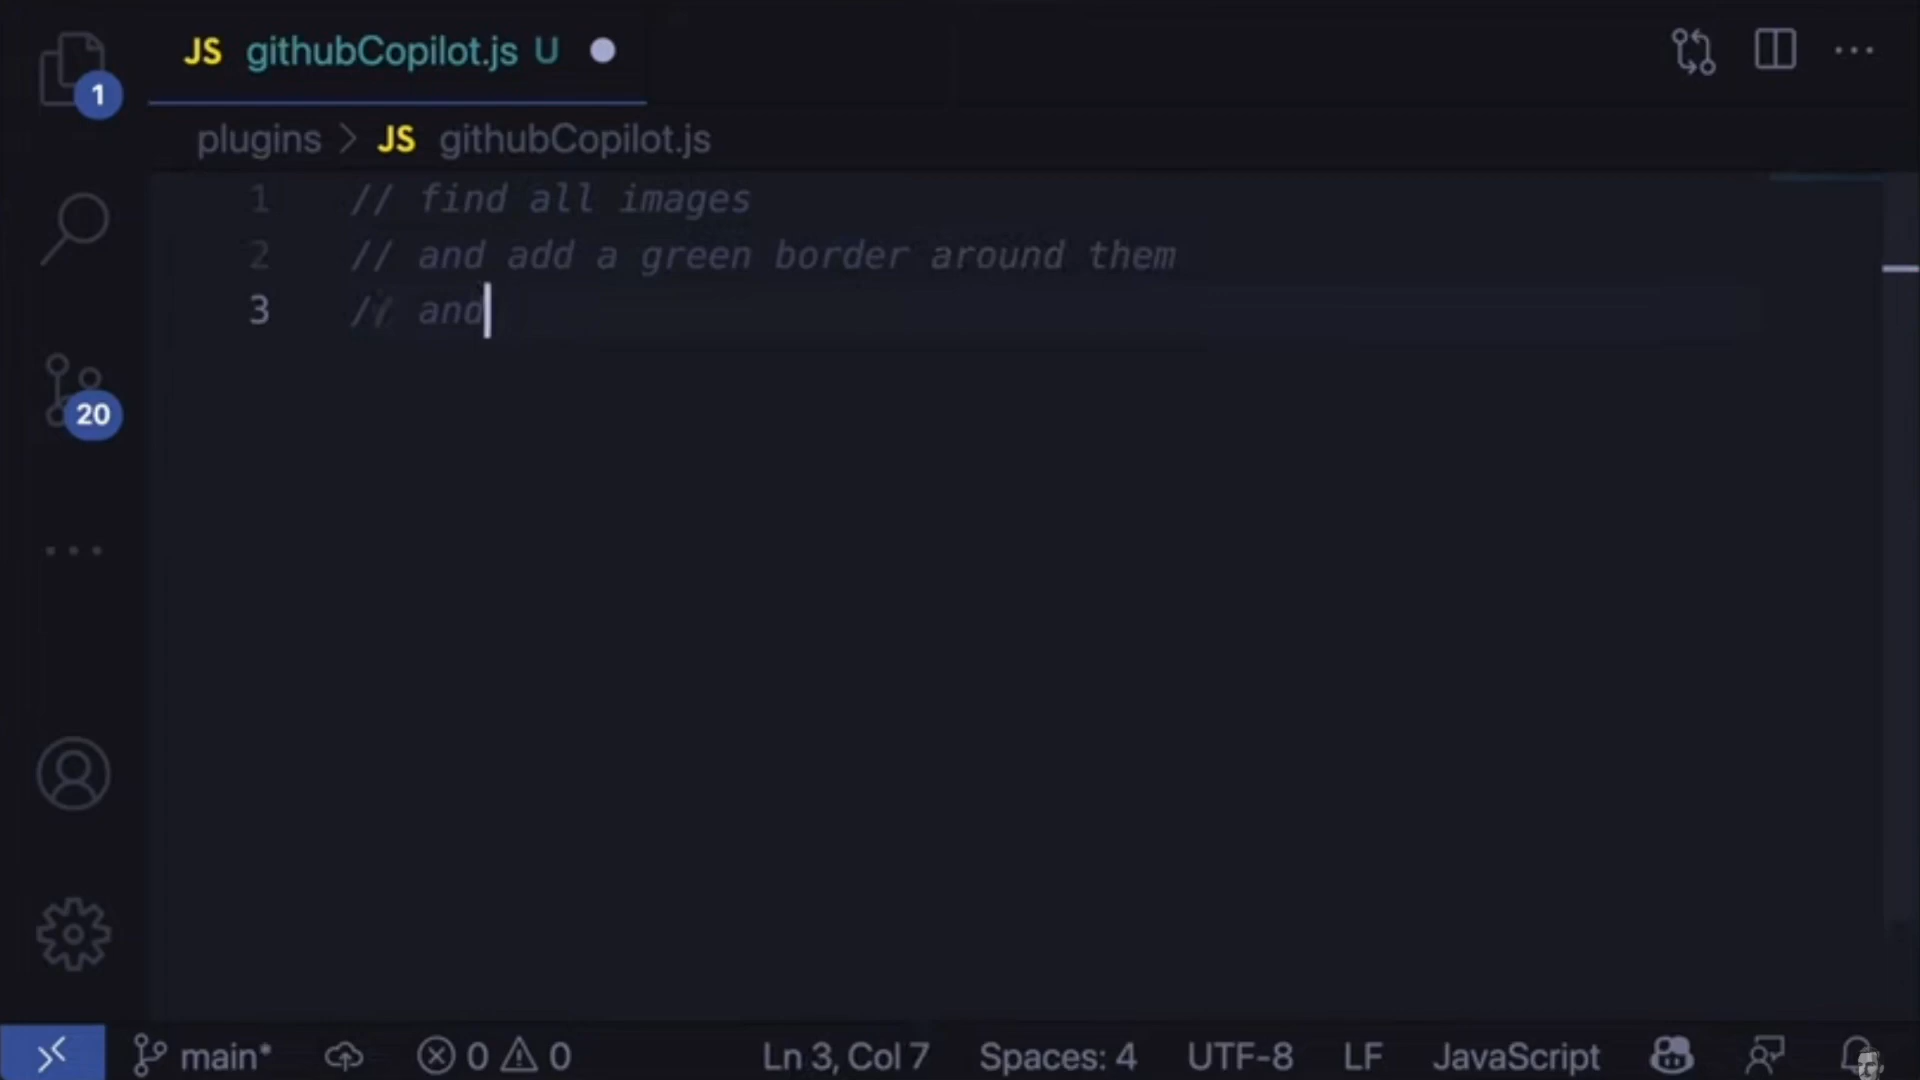 JS githubCopilot.js U
1
plugins > JS githubCopilot.js
1 // find all images
2 // and add a green border around them
3 // and
20
main* 0 0 Ln 3, Col 7 Spaces: 4 UTF-8 LF JavaScript